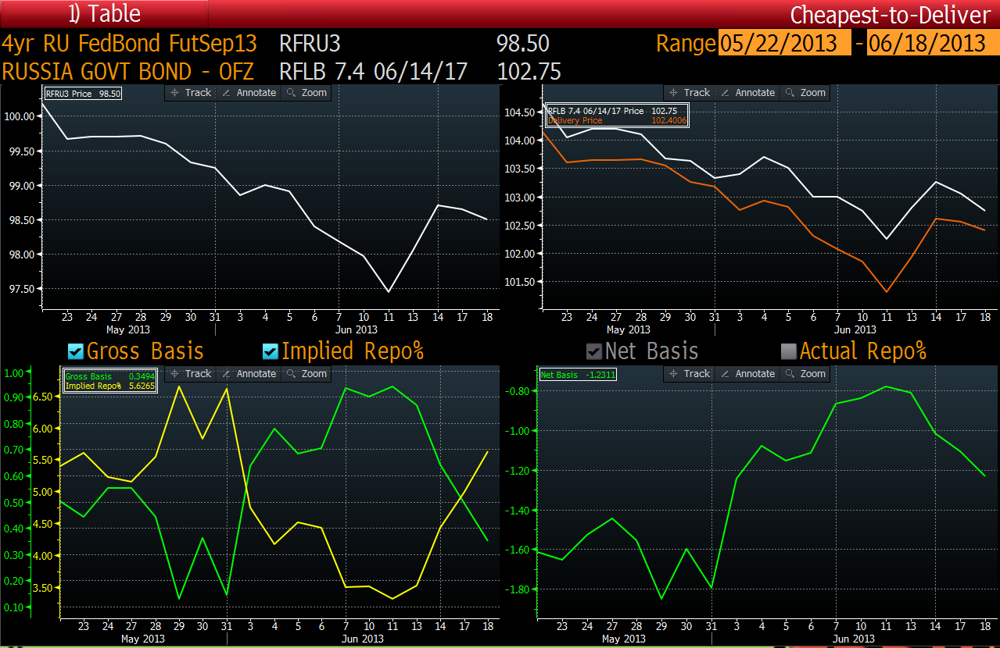 1) Table Cheapest-to-Deliver
4yr RU FedBond FutSep13 RFRU3 98.50 Range 05/22/2013 - 06/18/2013
RUSSIA GOVT BOND - OFZ RFLB 7.4 06/14/17 102.75
RFRU3 Price 98.50
Track Annotate Zoom
100.00
99.50
99.00
98.50
98.00
97.50
23 24 27 28 29 30 31 3 4 5 6 7 10 11 13 14 17 18
May 2013 Jun 2013
Track Annotate Zoom
RFLB 7.4 06/14/17 Price 102.75
Delivery Price 102.4006
104.50
104.00
103.50
103.00
102.50
102.00
101.50
23 24 27 28 29 30 31 3 4 5 6 7 10 11 13 14 17 18
May 2013 Jun 2013
Gross Basis Implied Repo% Net Basis Actual Repo%
Track Annotate Zoom
Gross Basis 0.3494
Implied Repo% 5.6265
1.00
0.90
0.80
0.70
0.60
0.50
0.40
0.30
0.20
0.10
6.50
6.00
5.50
5.00
4.50
4.00
3.50
23 24 27 28 29 30 31 3 4 5 6 7 10 11 13 14 17 18
May 2013 Jun 2013
Net Basis -1.2311
Track Annotate Zoom
-0.80
-1.00
-1.20
-1.40
-1.60
-1.80
23 24 27 28 29 30 31 3 4 5 6 7 10 11 13 14 17 18
May 2013 Jun 2013